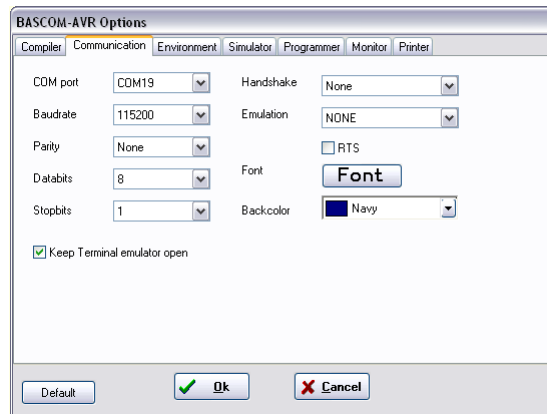 BASCOM-AVR Options
Compiler Communication Environment Simulator Programmer Monitor Printer
COM port COM19 Handshake None
Baudrate 115200 Emulation NONE
Parity None RTS
Databits 8 Font Font
Stopbits 1 Backcolor Navy
Keep Terminal emulator open
Default Ok Cancel